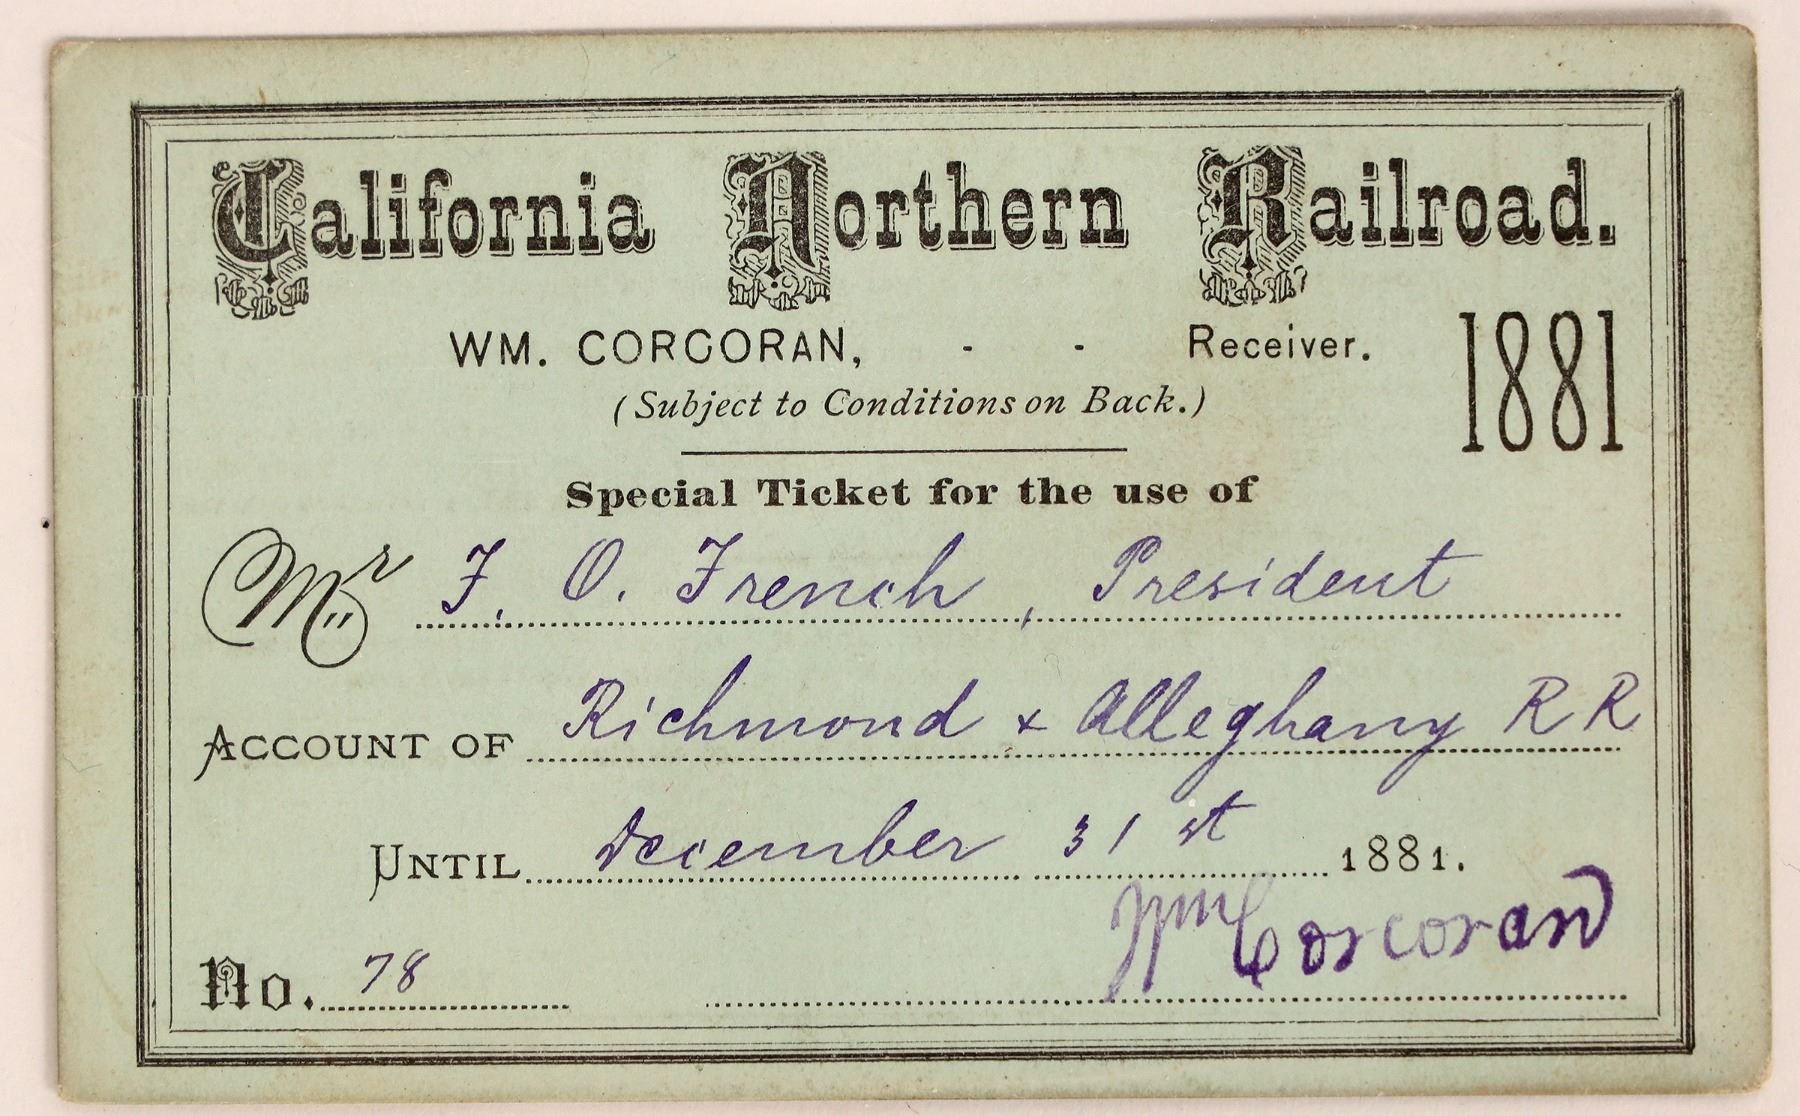 California Northern Railroad.
WM. CORCORAN, - - Receiver.
1881
(Subject to Conditions on Back.)
Special Ticket for the use of
Mr. F. O. French, President
ACCOUNT OF Richmond & Alleghany R R
UNTIL December 31st 1881.
Wm Corcoran
No. 78